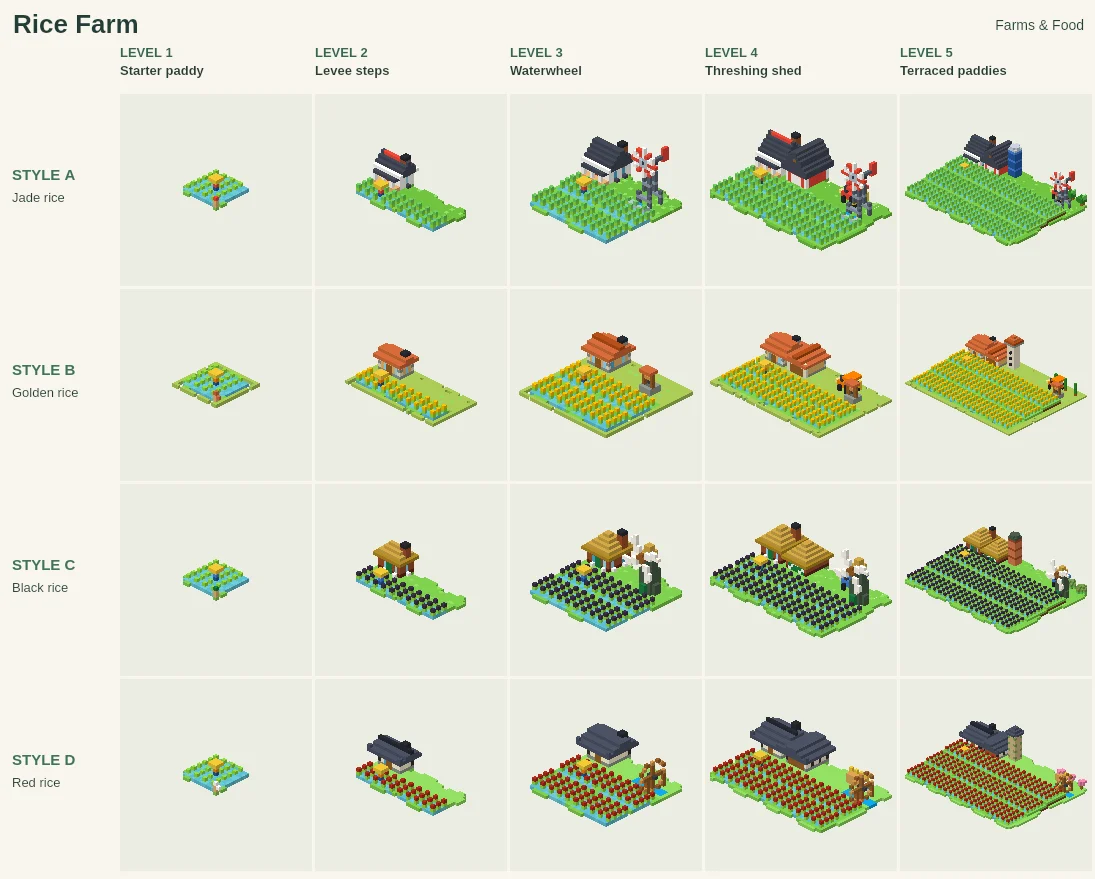 Rice Farm
Farms & Food
LEVEL 1
Starter paddy
LEVEL 2
Levee steps
LEVEL 3
Waterwheel
LEVEL 4
Threshing shed
LEVEL 5
Terraced paddies
STYLE A
Jade rice
STYLE B
Golden rice
STYLE C
Black rice
STYLE D
Red rice